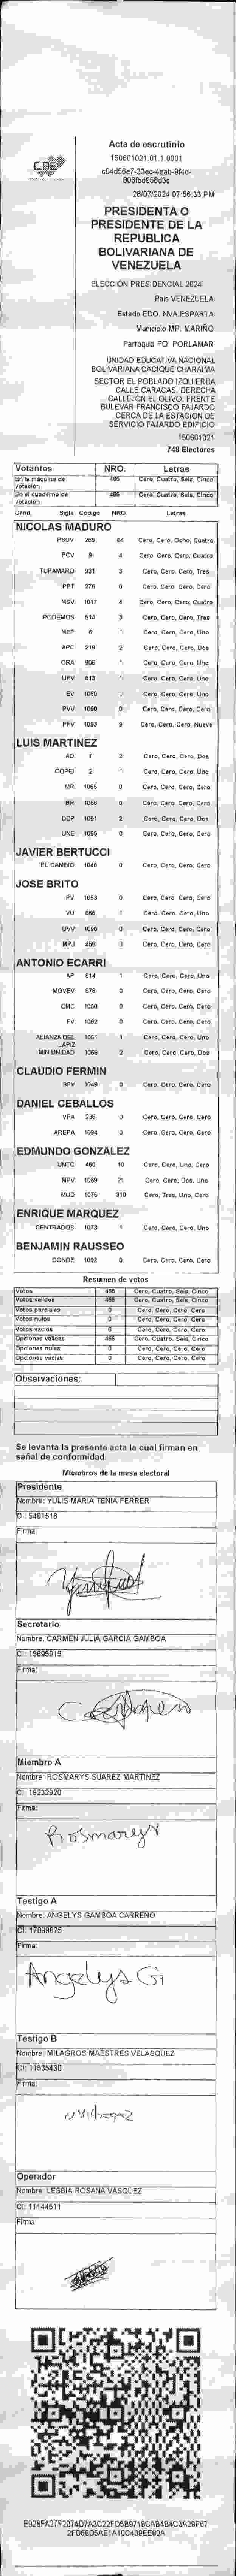 CNE
Acta de escrutinio
150601021.01.1.0001
28/07/2024 07:56:33 PM
PRESIDENTA O
PRESIDENTE DE LA
REPUBLICA
BOLIVARIANA DE
VENEZUELA
ELECCIÓN PRESIDENCIAL 2024
Pais VENEZUELA
Estado EDO. NVA.ESPARTA
Municipio MP. MARIÑO
Parroquia PQ. PORLAMAR
UNIDAD EDUCATIVA NACIONAL
BOLIVARIANA CACIQUE CHARAIMA
SECTOR EL POBLADO IZQUIERDA
CALLE CARACAS. DERECHA
CALLEJÓN EL OLIVO. FRENTE
BULEVAR FRANCISCO FAJARDO
CERCA DE LA ESTACION DE
SERVICIO FAJARDO EDIFICIO
150601021
748 Electores
Votantes NRO. Letras
En la máquina de votación 465 Cero, Cuatro, Seis, Cinco
En el cuaderno de votación 465 Cero, Cuatro, Seis, Cinco
Cand. Sigla Código NRO. Letras
NICOLAS MADURO
PSUV 269 84 Cero, Cero, Ocho, Cuatro
PCV 9 4 Cero, Cero, Cero, Cuatro
TUPAMARO 931 3 Cero, Cero, Cero, Tres
PPT 276 0 Cero, Cero, Cero, Cero
MSV 1017 4 Cero, Cero, Cero, Cuatro
PODEMOS 514 3 Cero, Cero, Cero, Tres
MEP 6 1 Cero, Cero, Cero, Uno
APC 219 2 Cero, Cero, Cero, Dos
ORA 906 1 Cero, Cero, Cero, Uno
UPV 613 1 Cero, Cero, Cero, Uno
EV 1089 1 Cero, Cero, Cero, Uno
PVV 1090 0 Cero, Cero, Cero, Cero
PFV 1093 9 Cero, Cero, Cero, Nueve
LUIS MARTINEZ
AD 1 2 Cero, Cero, Cero, Dos
COPEI 2 1 Cero, Cero, Cero, Uno
MR 1065 0 Cero, Cero, Cero, Cero
BR 1066 0 Cero, Cero, Cero, Cero
DDP 1091 2 Cero, Cero, Cero, Dos
UNE 1095 0 Cero, Cero, Cero, Cero
JAVIER BERTUCCI
EL CAMBIO 1048 0 Cero, Cero, Cero, Cero
JOSE BRITO
PV 1053 0 Cero, Cero, Cero, Cero
VU 868 1 Cero, Cero, Cero, Uno
UVV 1096 0 Cero, Cero, Cero, Cero
MPJ 458 0 Cero, Cero, Cero, Cero
ANTONIO ECARRI
AP 814 1 Cero, Cero, Cero, Uno
MOVEV 578 0 Cero, Cero, Cero, Cero
CMC 1050 0 Cero, Cero, Cero, Cero
FV 1062 0 Cero, Cero, Cero, Cero
ALIANZA DEL LÁPIZ 1051 1 Cero, Cero, Cero, Uno
MIN UNIDAD 1068 2 Cero, Cero, Cero, Dos
CLAUDIO FERMIN
SPV 1049 0 Cero, Cero, Cero, Cero
DANIEL CEBALLOS
VPA 236 0 Cero, Cero, Cero, Cero
AREPA 1094 0 Cero, Cero, Cero, Cero
EDMUNDO GONZÁLEZ
UNTC 460 10 Cero, Cero, Uno, Cero
MPV 1069 21 Cero, Cero, Dos, Uno
MUD 1075 310 Cero, Tres, Uno, Cero
ENRIQUE MARQUEZ
CENTRADOS 1073 1 Cero, Cero, Cero, Uno
BENJAMIN RAUSSEO
CONDE 1092 0 Cero, Cero, Cero, Cero
Resumen de votos
Votos 465 Cero, Cuatro, Seis, Cinco
Votos válidos 465 Cero, Cuatro, Seis, Cinco
Votos parciales 0 Cero, Cero, Cero, Cero
Votos nulos 0 Cero, Cero, Cero, Cero
Votos vacíos 0 Cero, Cero, Cero, Cero
Opciones válidas 465 Cero, Cuatro, Seis, Cinco
Opciones nulas 0 Cero, Cero, Cero, Cero
Opciones vacías 0 Cero, Cero, Cero, Cero
Observaciones:
Se levanta la presente acta la cual firman en
señal de conformidad
Miembros de la mesa electoral
Presidente
Nombre: YULIS MARIA TENIA FERRER
CI: 5481516
Firma:
Secretario
Nombre: CARMEN JULIA GARCIA GAMBOA
CI: 15895915
Firma:
Carmen
Miembro A
Nombre: ROSMARYS SUAREZ MARTINEZ
CI: 19232920
Firma:
Rosmarys
Testigo A
Nombre: ANGELYS GAMBOA CARREÑO
CI: 17899875
Firma:
Angelys G
Testigo B
Nombre: MILAGROS MAESTRES VELASQUEZ
CI: 11535430
Firma:
Operador
Nombre: LESBIA ROSANA VASQUEZ
CI: 11144511
Firma: